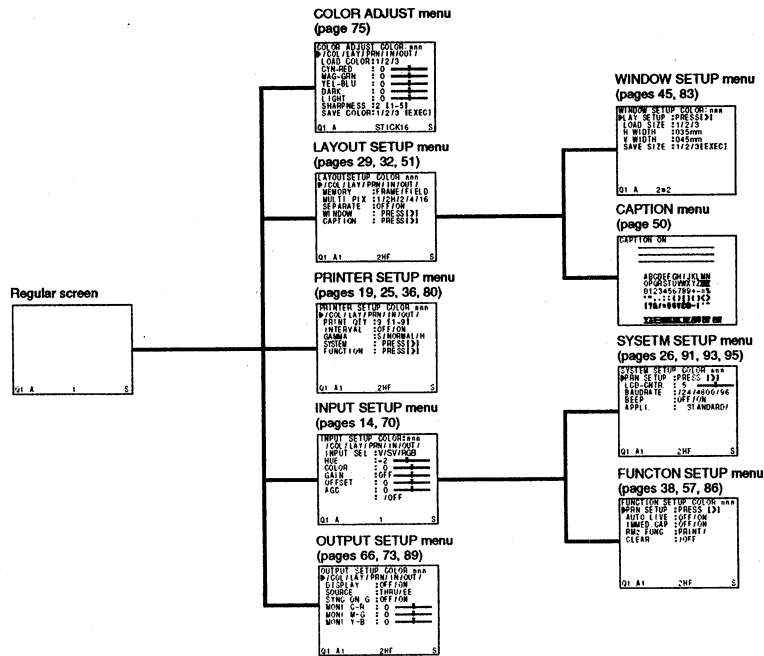 COLOR ADJUST menu
(page 75)
COLOR ADJUST COLOR:nnn
/COL/LAY/PRN/IN/OUT/
LOAD COLOR:1/2/3
CYN-RED : 0
MAG-GRN : 0
YEL-BLU : 0
DARK : 0
LIGHT : 0
SHARPNESS :2 [1-5]
SAVE COLOR:1/2/3 [EXEC]
Q1 A STICK16 S
LAYOUT SETUP menu
(pages 29, 32, 51)
LAYOUTSETUP COLOR nnn
/COL/LAY/PRN/IN/OUT/
MEMORY :FRAME/FIELD
MULTI PIX :1/2H/2/4/16
SEPARATE :OFF/ON
WINDOW : PRESS[>]
CAPTION : PRESS[>]
Q1 A1 2HF S
PRINTER SETUP menu
(pages 19, 25, 36, 80)
PRINTER SETUP COLOR nnn
/COL/LAY/PRN/IN/OUT/
PRINT QTY :9 [1-9]
INTERVAL :OFF/ON
GAMMA :S/NORMAL/H
SYSTEM : PRESS[>]
FUNCTION : PRESS[>]
Q1 A1 2HF S
Regular screen
Q1 A 1 S
INPUT SETUP menu
(pages 14, 70)
INPUT SETUP COLOR:nnn
/COL/LAY/PRN/IN/OUT/
INPUT SEL :V/SV/RGB
HUE :-2
COLOR : 0
GAIN :OFF
OFFSET : 0
AGC : 0
: /OFF
Q1 A 1 S
OUTPUT SETUP menu
(pages 66, 73, 89)
OUTPUT SETUP COLOR nnn
/COL/LAY/PRN/IN/OUT/
DISPLAY :OFF/ON
SOURCE :THRU/EE
SYNC ON G :OFF/ON
MONI C-R : 0
MONI M-G : 0
MONI Y-B : 0
Q1 A1 2HF S
WINDOW SETUP menu
(pages 45, 83)
WINDOW SETUP COLOR:nnn
LAY SETUP :PRESS[>]
LOAD SIZE :1/2/3
H WIDTH :035mm
V WIDTH :045mm
SAVE SIZE :1/2/3[EXEC]
Q1 A 2*2
CAPTION menu
(page 50)
CAPTION ON
ABCDEFGHIJKLMN
OPQRSTUVWXYZ
0123456789+-=%
SYSETM SETUP menu
(pages 26, 91, 93, 95)
SYSTEM SETUP COLOR nnn
PRN SETUP :PRESS [>]
LCD-CNTR. : 5
BAUDRATE :/24/4800/96
BEEP :OFF/ON
APPLI. : STANDARD/
Q1 A1 2HF S
FUNCTON SETUP menu
(pages 38, 57, 86)
FUNCTION SETUP COLOR nnn
PRN SETUP :PRESS [>]
AUTO LIVE :OFF/ON
IMMED.CAP :OFF/ON
RM2 FUNC :PRINT/
CLEAR :/OFF
Q1 A1 2HF S